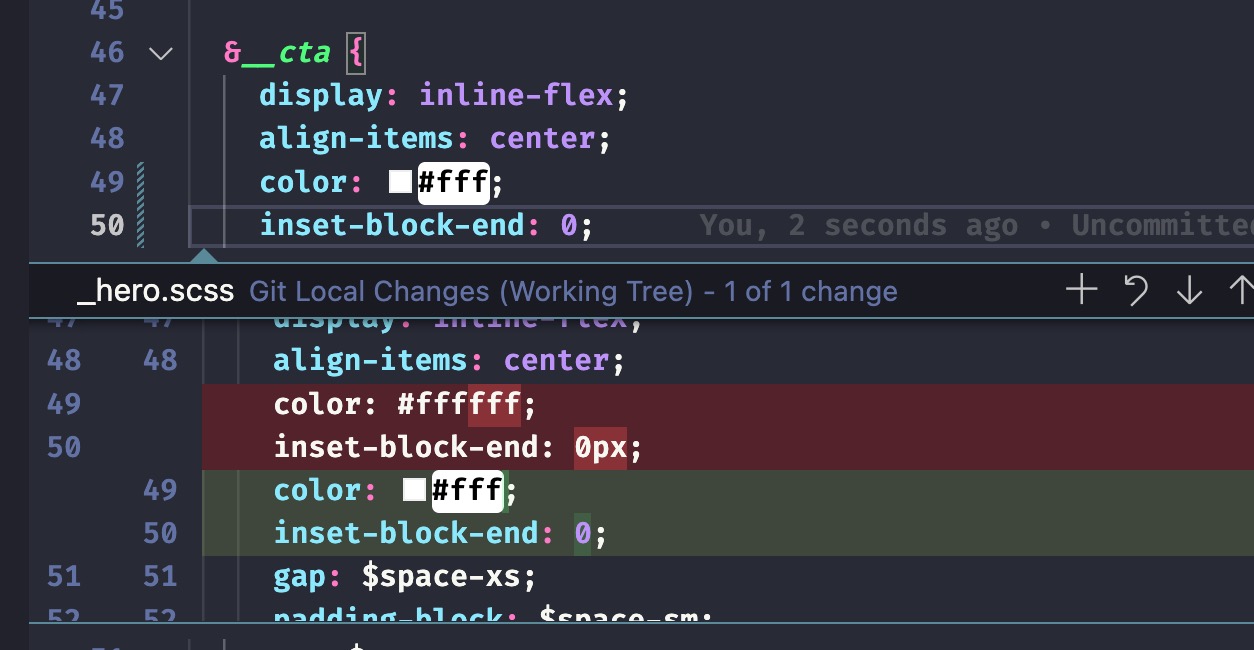 45
46 &__cta {
47 display: inline-flex;
48 align-items: center;
49 color: #fff;
50 inset-block-end: 0; You, 2 seconds ago • Uncommitted
_hero.scss Git Local Changes (Working Tree) - 1 of 1 change
47 47 display: inline-flex;
48 48 align-items: center;
49 color: #ffffff;
50 inset-block-end: 0px;
49 color: #fff;
50 inset-block-end: 0;
51 51 gap: $space-xs;
52 52 padding-block: $space-sm;